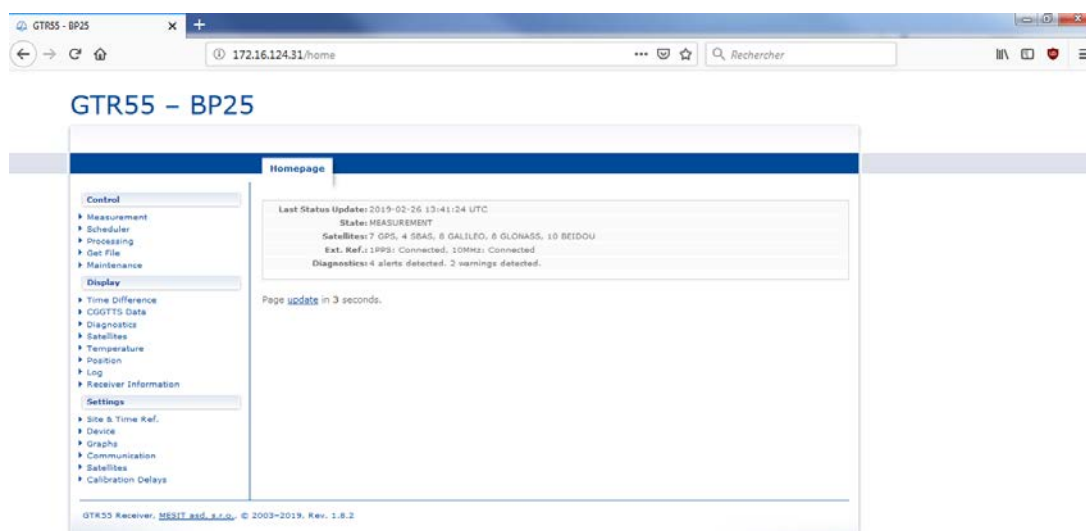 GTR55 - BP25
172.16.124.31/home
Rechercher
GTR55 – BP25
Homepage
Control
Measurement
Scheduler
Processing
Get File
Maintenance
Display
Time Difference
CGGTTS Data
Diagnostics
Satellites
Temperature
Position
Log
Receiver Information
Settings
Site & Time Ref.
Device
Graphs
Communication
Satellites
Calibration Delays
Last Status Update: 2019-02-26 13:41:24 UTC
State: MEASUREMENT
Satellites: 7 GPS, 4 SBAS, 8 GALILEO, 8 GLONASS, 10 BEIDOU
Ext. Ref.: 1PPS: Connected, 10MHz: Connected
Diagnostics: 4 alerts detected. 2 warnings detected.
Page update in 3 seconds.
GTR55 Receiver, MESIT asd, s.r.o., © 2003-2019, Rev. 1.8.2